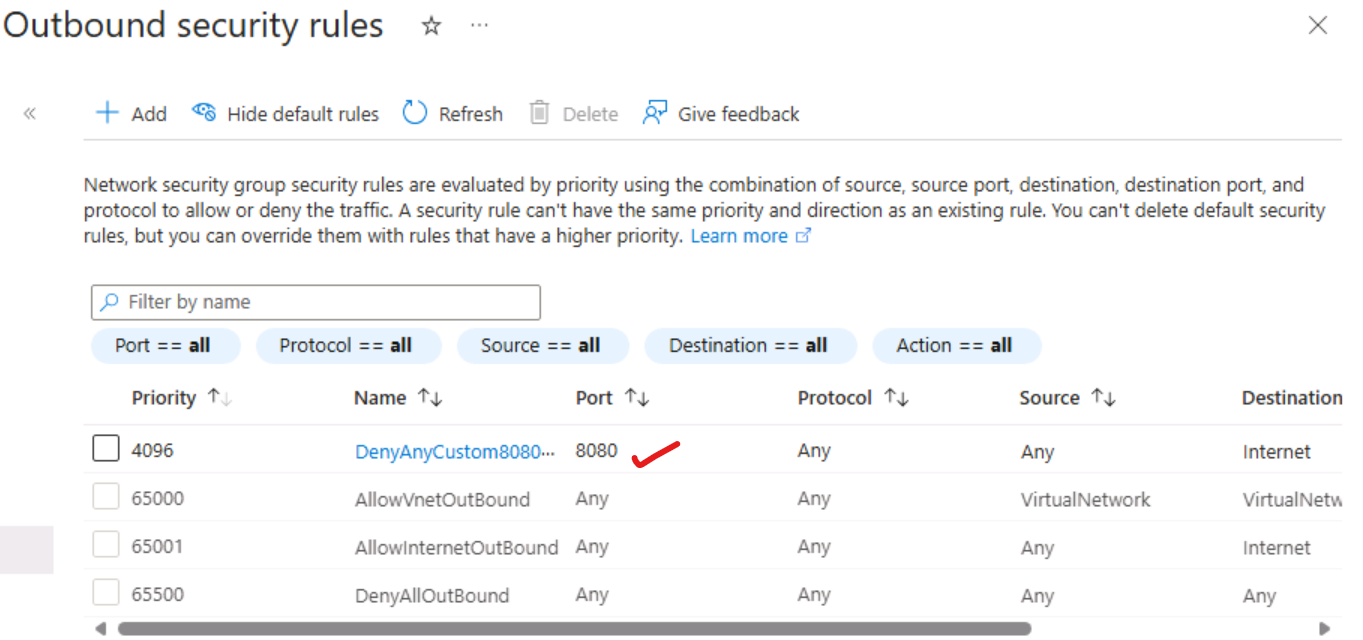 Outbound security rules
Add Hide default rules Refresh Delete Give feedback
Network security group security rules are evaluated by priority using the combination of source, source port, destination, destination port, and
protocol to allow or deny the traffic. A security rule can't have the same priority and direction as an existing rule. You can't delete default security
rules, but you can override them with rules that have a higher priority. Learn more
Filter by name
Port == all Protocol == all Source == all Destination == all Action == all
Priority Name Port Protocol Source Destination
4096 DenyAnyCustom8080... 8080 Any Any Internet
65000 AllowVnetOutBound Any Any VirtualNetwork VirtualNetw
65001 AllowInternetOutBound Any Any Any Internet
65500 DenyAllOutBound Any Any Any Any